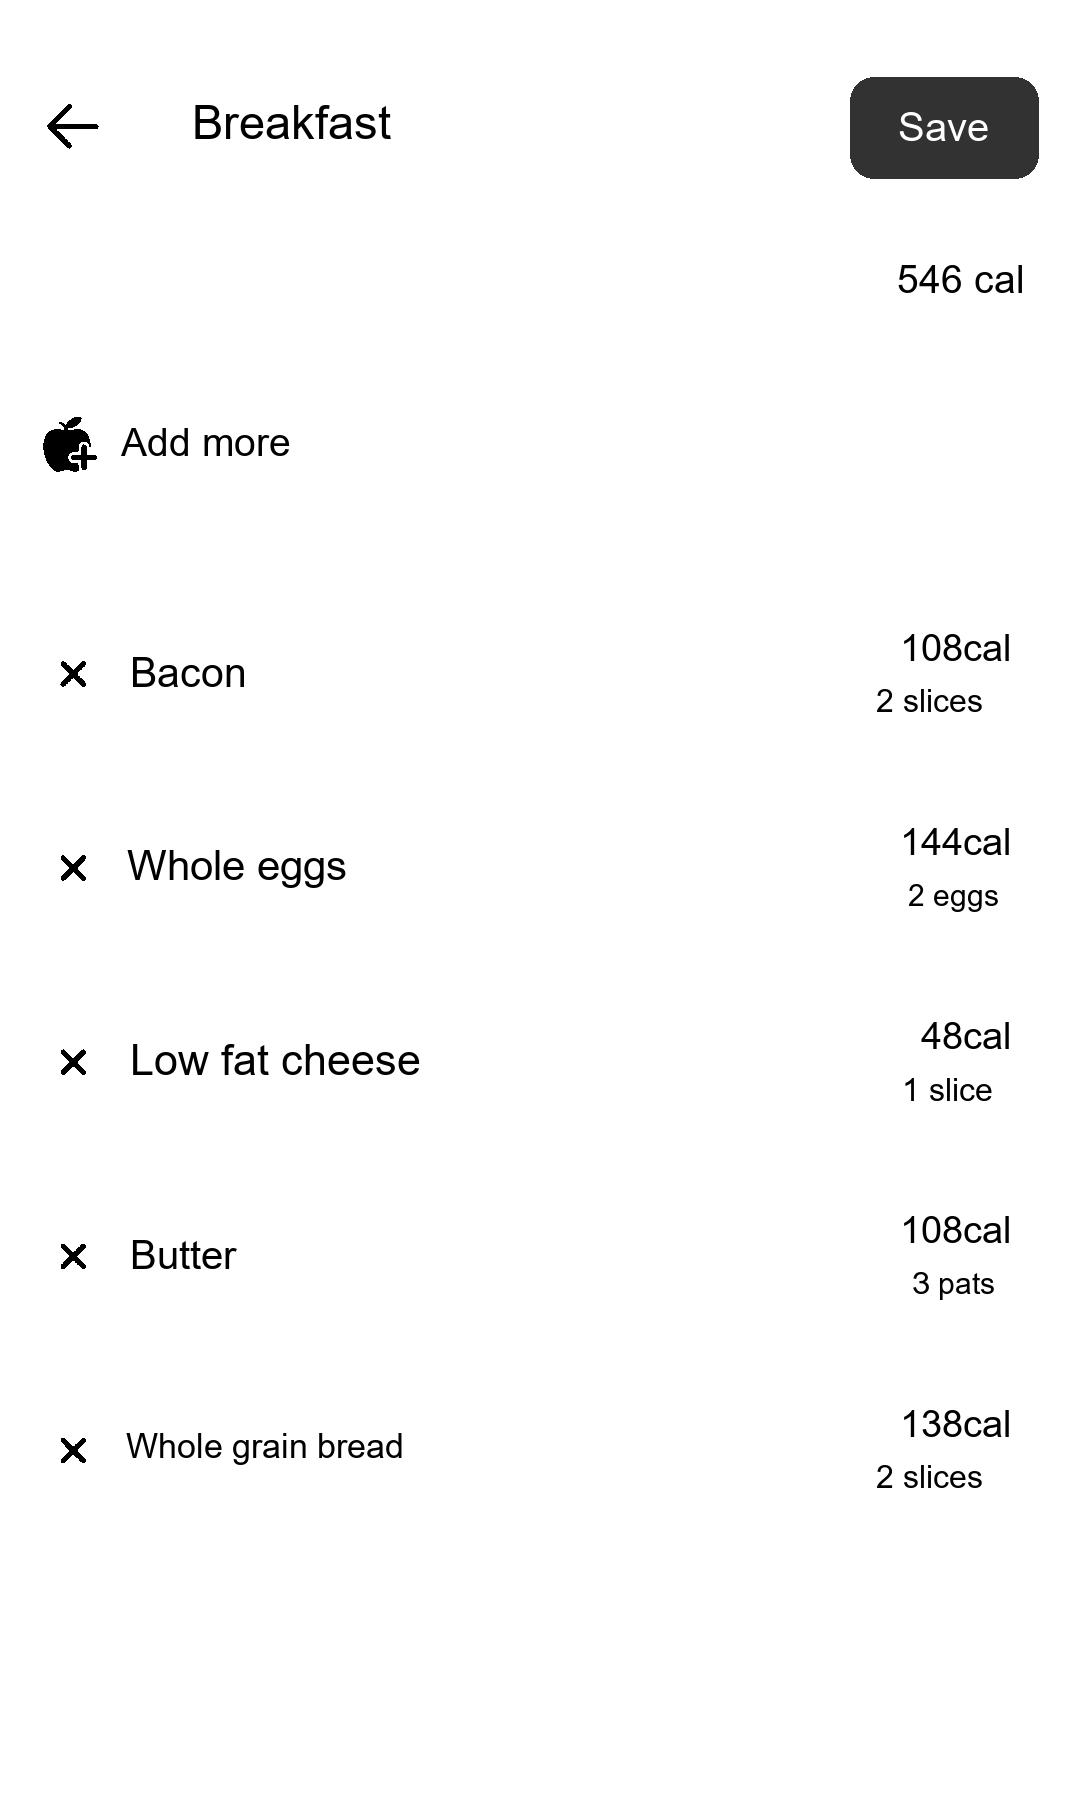 Breakfast
Save
546 cal
Add more
Bacon
108cal
2 slices
Whole eggs
144cal
2 eggs
Low fat cheese
48cal
1 slice
Butter
108cal
3 pats
Whole grain bread
138cal
2 slices